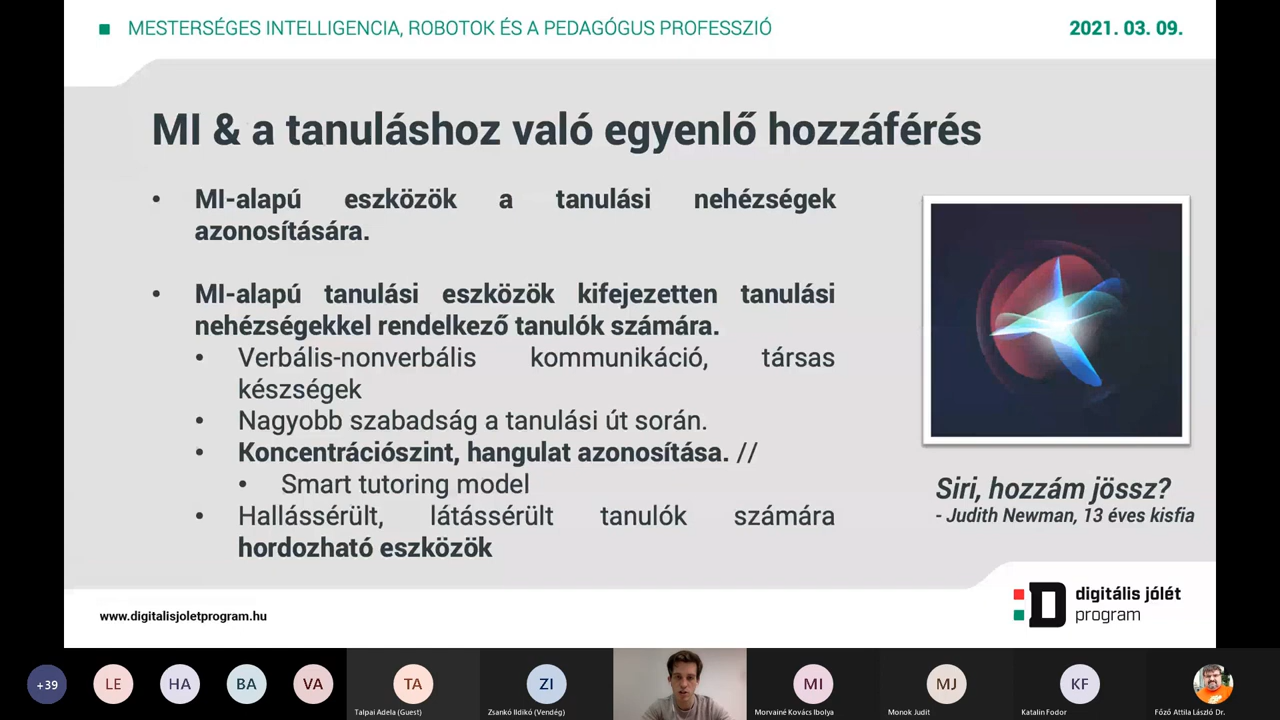 MESTERSÉGES INTELLIGENCIA, ROBOTOK ÉS A PEDAGÓGUS PROFESSZIÓ
2021. 03. 09.
MI & a tanuláshoz való egyenlő hozzáférés
• MI-alapú eszközök a tanulási nehézségek
azonosítására.
• MI-alapú tanulási eszközök kifejezetten tanulási
nehézségekkel rendelkező tanulók számára.
• Verbális-nonverbális kommunikáció, társas
készségek
• Nagyobb szabadság a tanulási út során.
• Koncentrációszint, hangulat azonosítása. //
• Smart tutoring model
• Hallássérült, látássérült tanulók számára
hordozható eszközök
Siri, hozzám jössz?
- Judith Newman, 13 éves kisfia
www.digitalisjoletprogram.hu
digitális jólét
program
+39
LE
HA
BA
VA
TA
Talpai Adela (Guest)
ZI
Zsankó Ildikó (Vendég)
MI
Morvainé Kovács Ibolya
MJ
Monok Judit
KF
Katalin Fodor
Főző Attila László Dr.